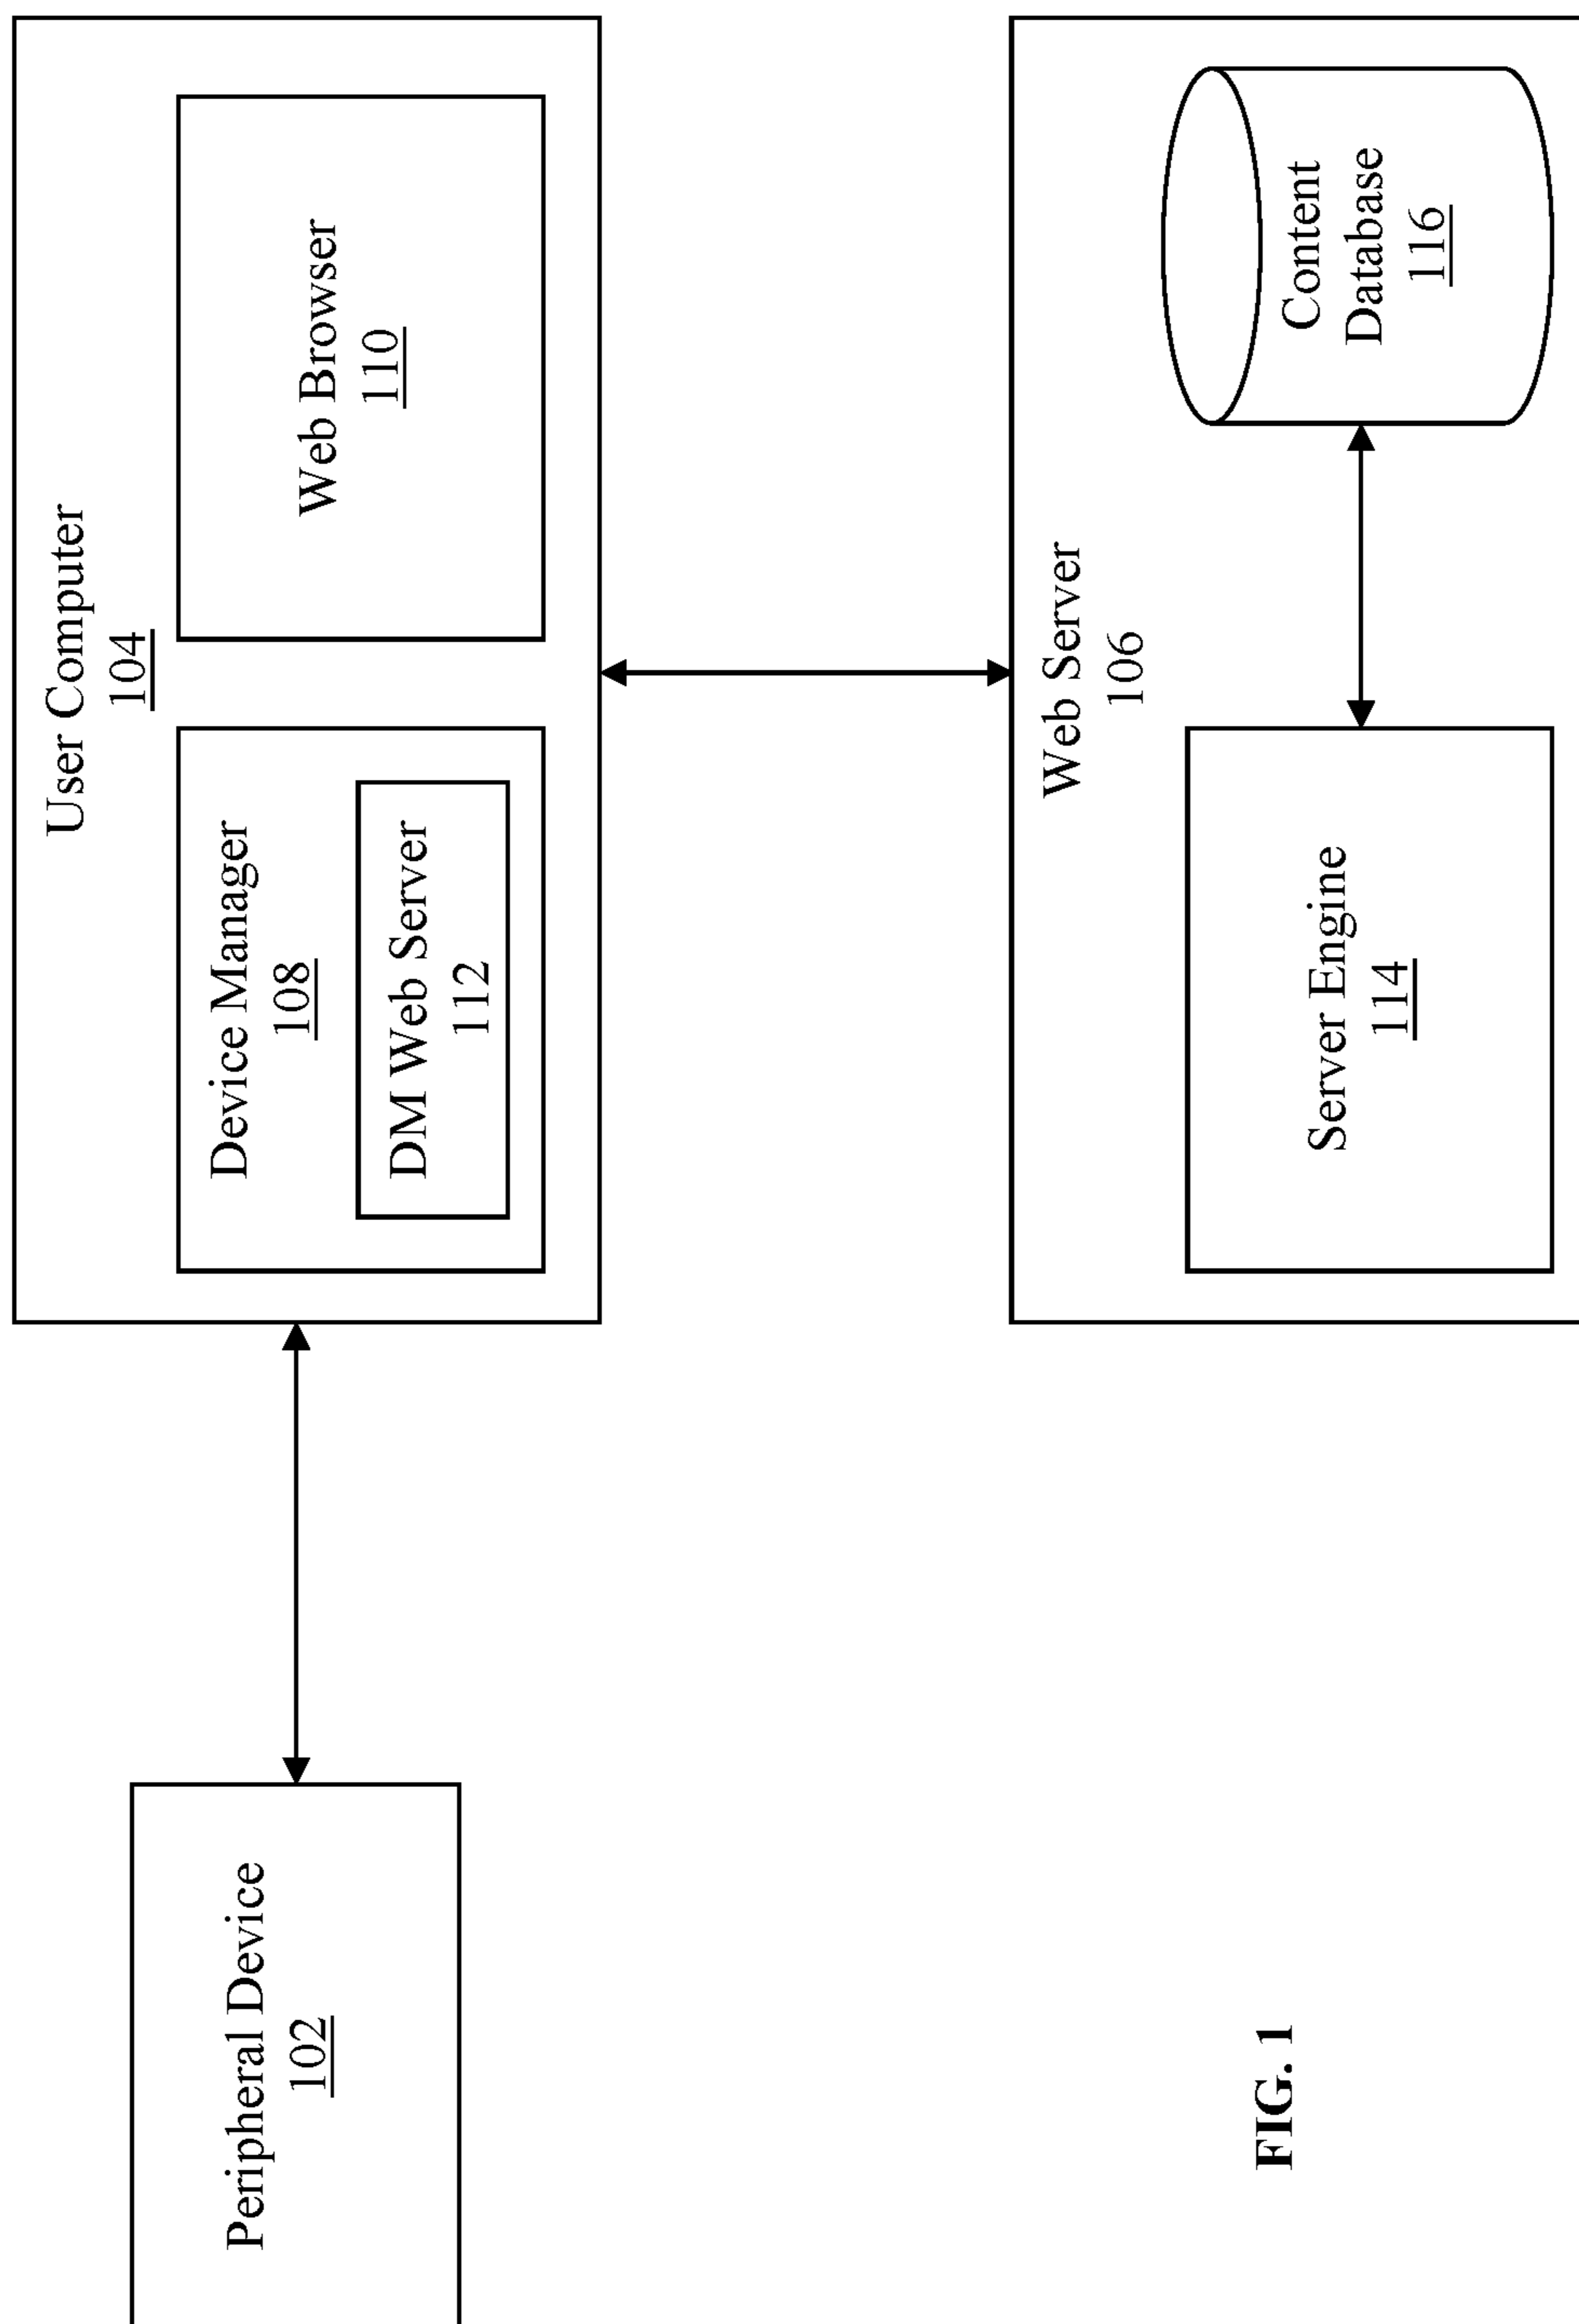 User Computer
104
Device Manager
108
DM Web Server
112
Web Browser
110
Peripheral Device
102
Web Server
106
Server Engine
114
Content
Database
116
FIG. 1